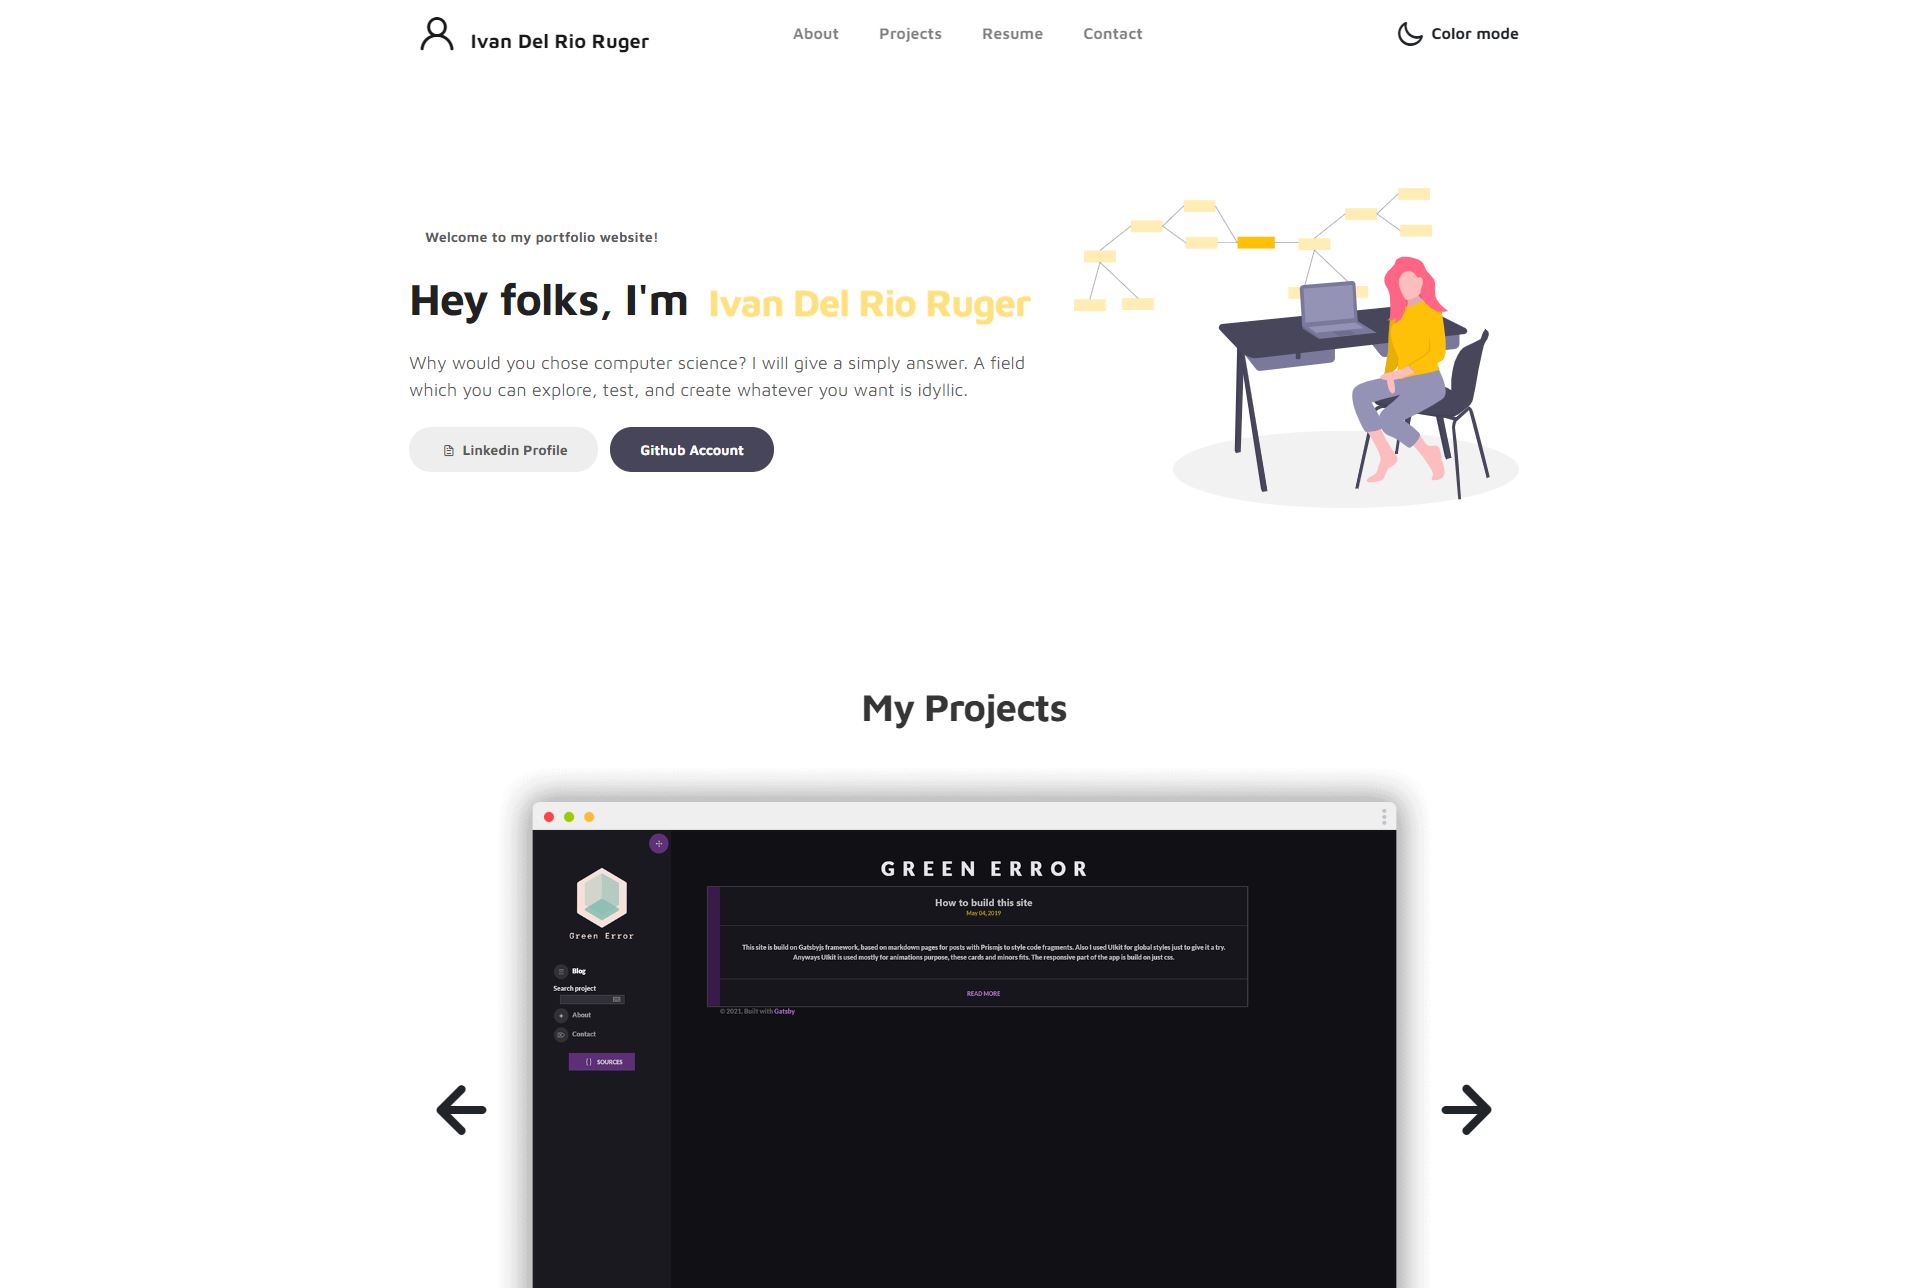 Ivan Del Rio Ruger
About Projects Resume Contact
Color mode
Welcome to my portfolio website!
Hey folks, I'm Ivan Del Rio Ruger
Why would you chose computer science? I will give a simply answer. A field
which you can explore, test, and create whatever you want is idyllic.
Linkedin Profile
Github Account
My Projects
Green Error
Blog
Search project
About
Contact
{ } SOURCES
GREEN ERROR
How to build this site
May 04, 2019
This site is build on Gatsbyjs framework, based on markdown pages for posts with Prismjs to style code fragments. Also I used UIkit for global styles just to give it a try.
Anyways UIkit is used mostly for animations purpose, these cards and minors fits. The responsive part of the app is build on just css.
READ MORE
© 2021, Built with Gatsby